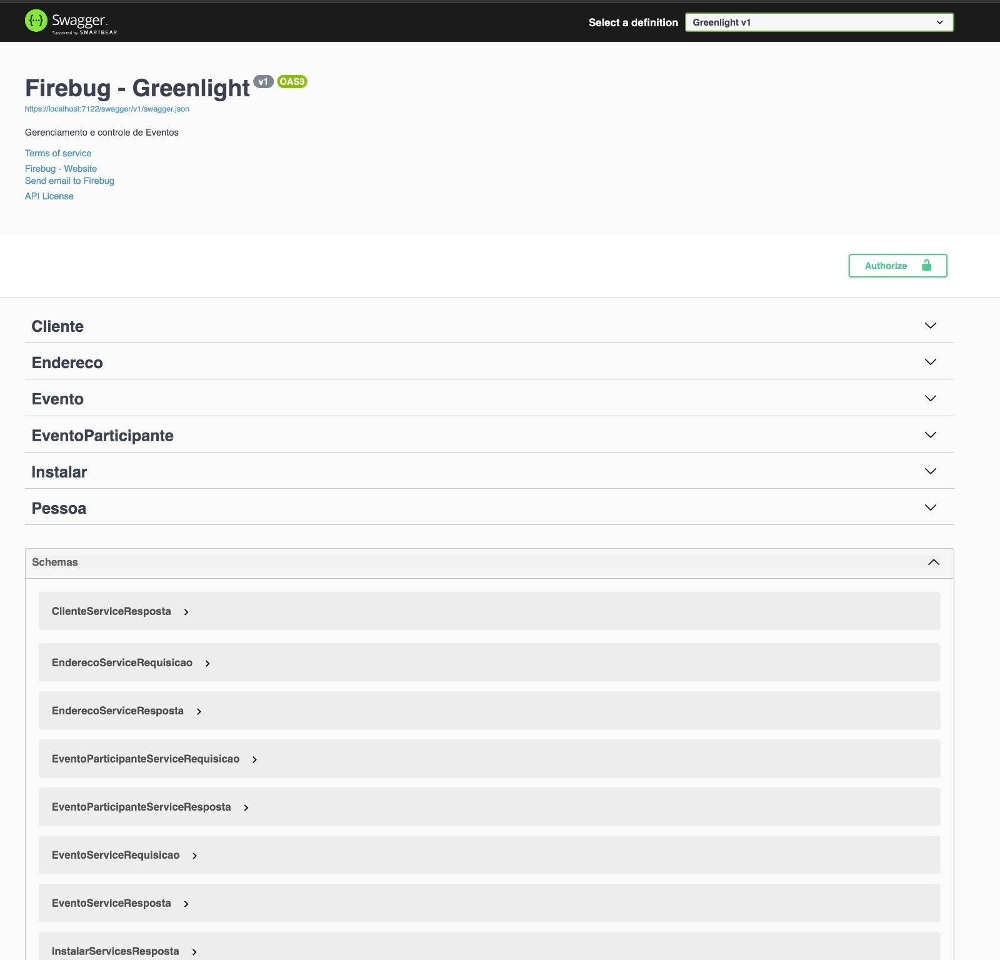 Swagger
Supported by SMARTBEAR
Select a definition
Greenlight v1
Firebug - Greenlight v1 OAS3
https://localhost:7122/swagger/v1/swagger.json
Gerenciamento e controle de Eventos
Terms of service
Firebug - Website
Send email to Firebug
API License
Authorize
Cliente
Endereco
Evento
EventoParticipante
Instalar
Pessoa
Schemas
ClienteServiceResposta
EnderecoServiceRequisicao
EnderecoServiceResposta
EventoParticipanteServiceRequisicao
EventoParticipanteServiceResposta
EventoServiceRequisicao
EventoServiceResposta
InstalarServicesResposta